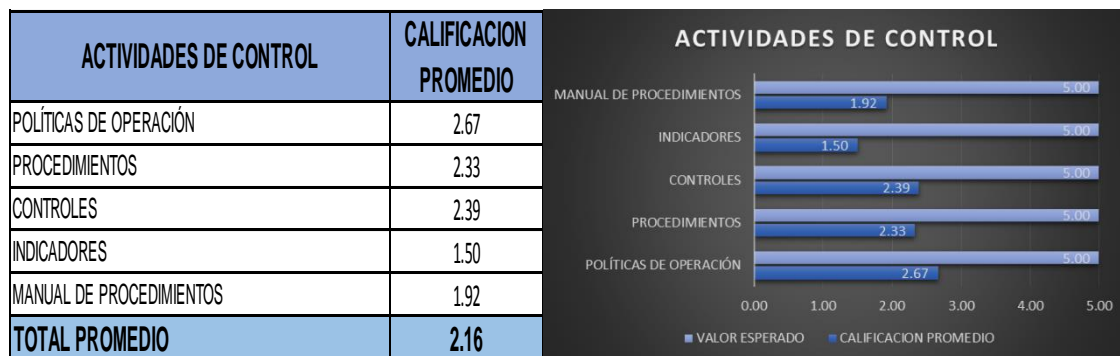 ACTIVIDADES DE CONTROL CALIFICACION PROMEDIO
POLÍTICAS DE OPERACIÓN 2.67
PROCEDIMIENTOS 2.33
CONTROLES 2.39
INDICADORES 1.50
MANUAL DE PROCEDIMIENTOS 1.92
TOTAL PROMEDIO 2.16
ACTIVIDADES DE CONTROL
MANUAL DE PROCEDIMIENTOS 5.00
1.92
INDICADORES 5.00
1.50
CONTROLES 5.00
2.39
PROCEDIMIENTOS 5.00
2.33
POLÍTICAS DE OPERACIÓN 5.00
2.67
0.00 1.00 2.00 3.00 4.00 5.00
VALOR ESPERADO CALIFICACION PROMEDIO